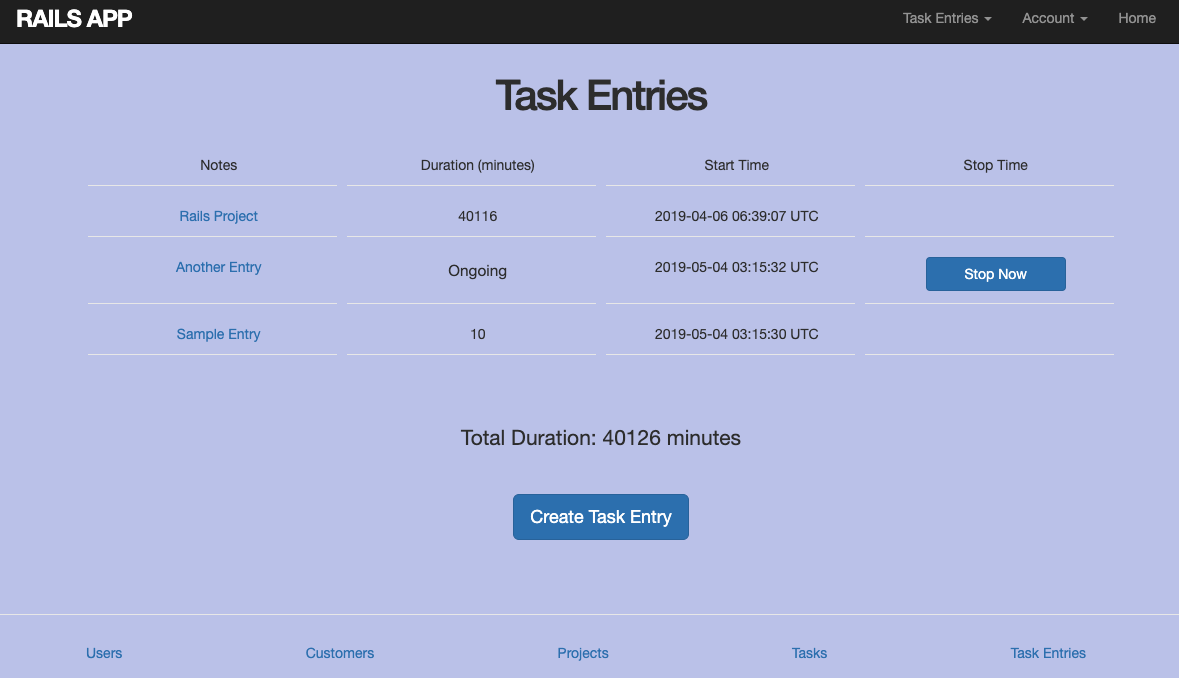 RAILS APP Task Entries Account Home
Task Entries
Notes Duration (minutes) Start Time Stop Time
Rails Project 40116 2019-04-06 06:39:07 UTC
Another Entry Ongoing 2019-05-04 03:15:32 UTC Stop Now
Sample Entry 10 2019-05-04 03:15:30 UTC
Total Duration: 40126 minutes
Create Task Entry
Users Customers Projects Tasks Task Entries